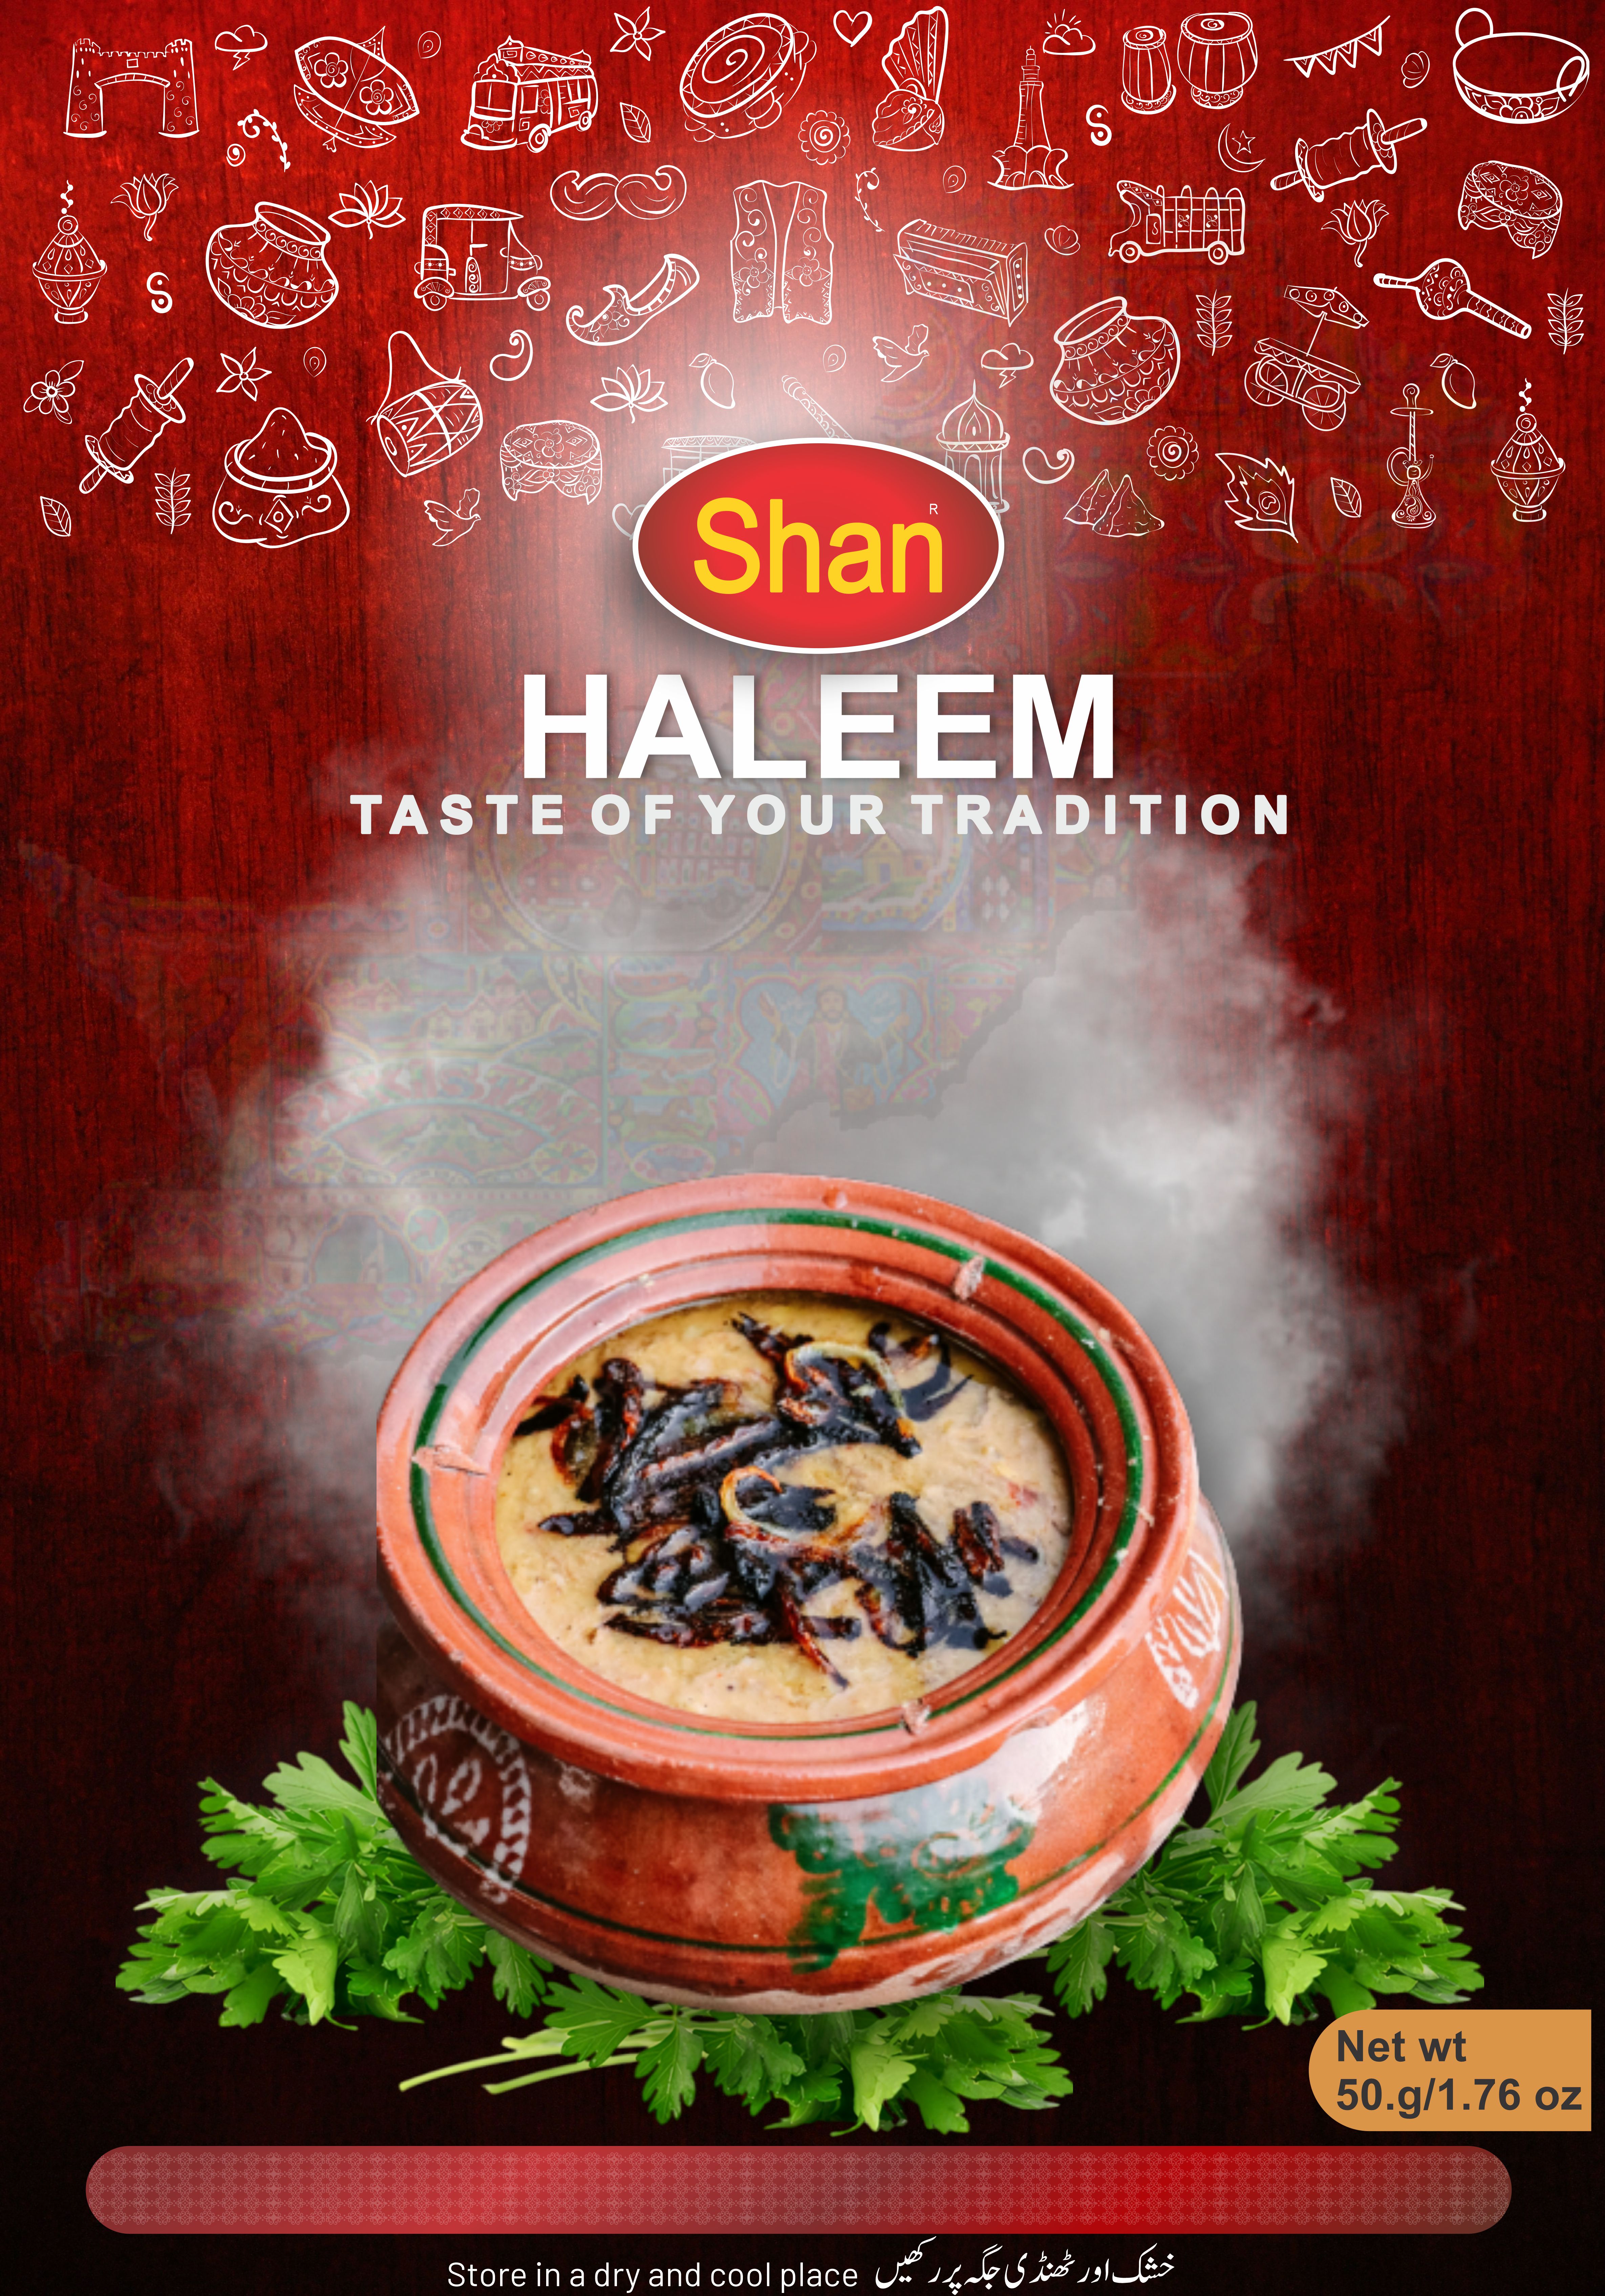 Shan
R
HALEEM
TASTE OF YOUR TRADITION
Net wt
50.g/1.76 oz
Store in a dry and cool place خشک اور ٹھنڈی جگہ پر رکھیں